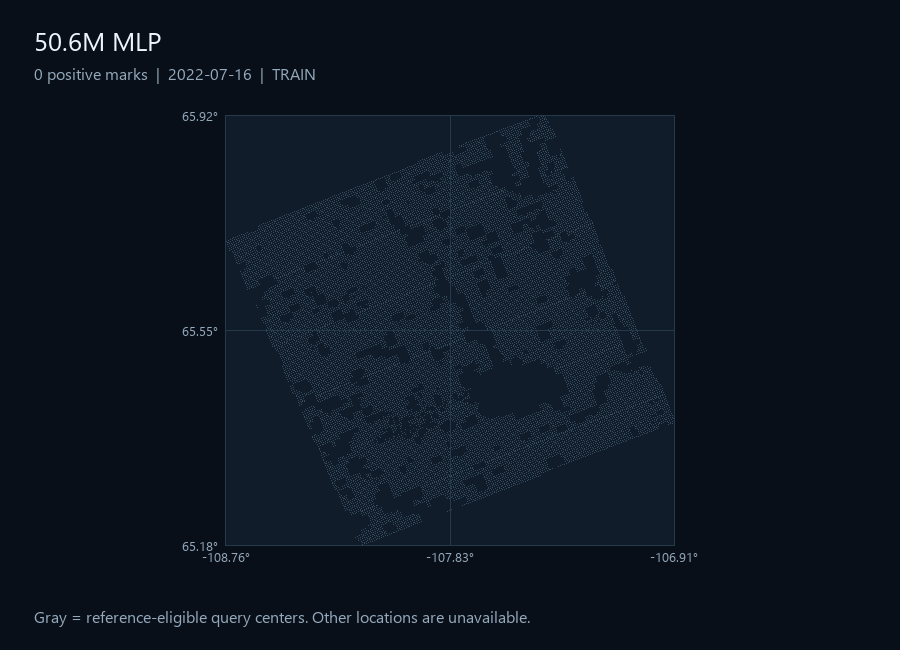 50.6M MLP
0 positive marks | 2022-07-16 | TRAIN
65.92°
65.55°
65.18°
-108.76°
-107.83°
-106.91°
Gray = reference-eligible query centers. Other locations are unavailable.